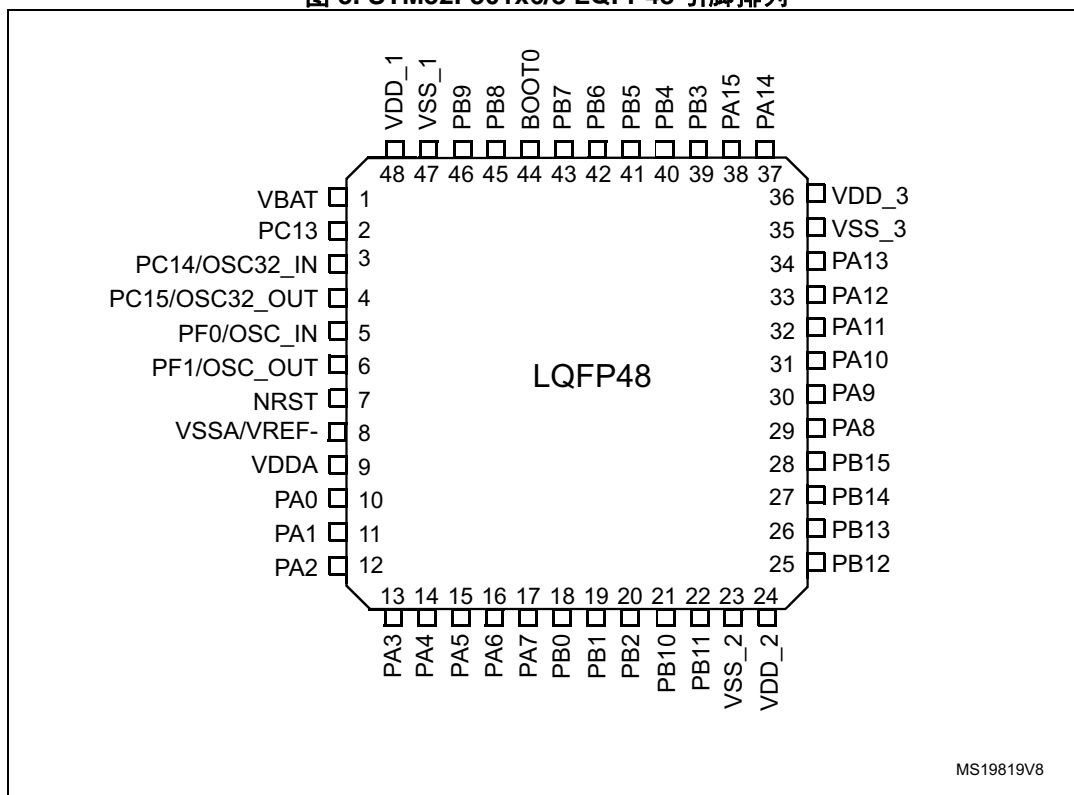 VDD_1
VSS_1
PB9
PB8
BOOT0
PB7
PB6
PB5
PB4
PB3
PA15
PA14
48 47 46 45 44 43 42 41 40 39 38 37
VBAT 1
PC13 2
PC14/OSC32_IN 3
PC15/OSC32_OUT 4
PF0/OSC_IN 5
PF1/OSC_OUT 6
NRST 7
VSSA/VREF- 8
VDDA 9
PA0 10
PA1 11
PA2 12
LQFP48
36 VDD_3
35 VSS_3
34 PA13
33 PA12
32 PA11
31 PA10
30 PA9
29 PA8
28 PB15
27 PB14
26 PB13
25 PB12
13 14 15 16 17 18 19 20 21 22 23 24
PA3
PA4
PA5
PA6
PA7
PB0
PB1
PB2
PB10
PB11
VSS_2
VDD_2
MS19819V8